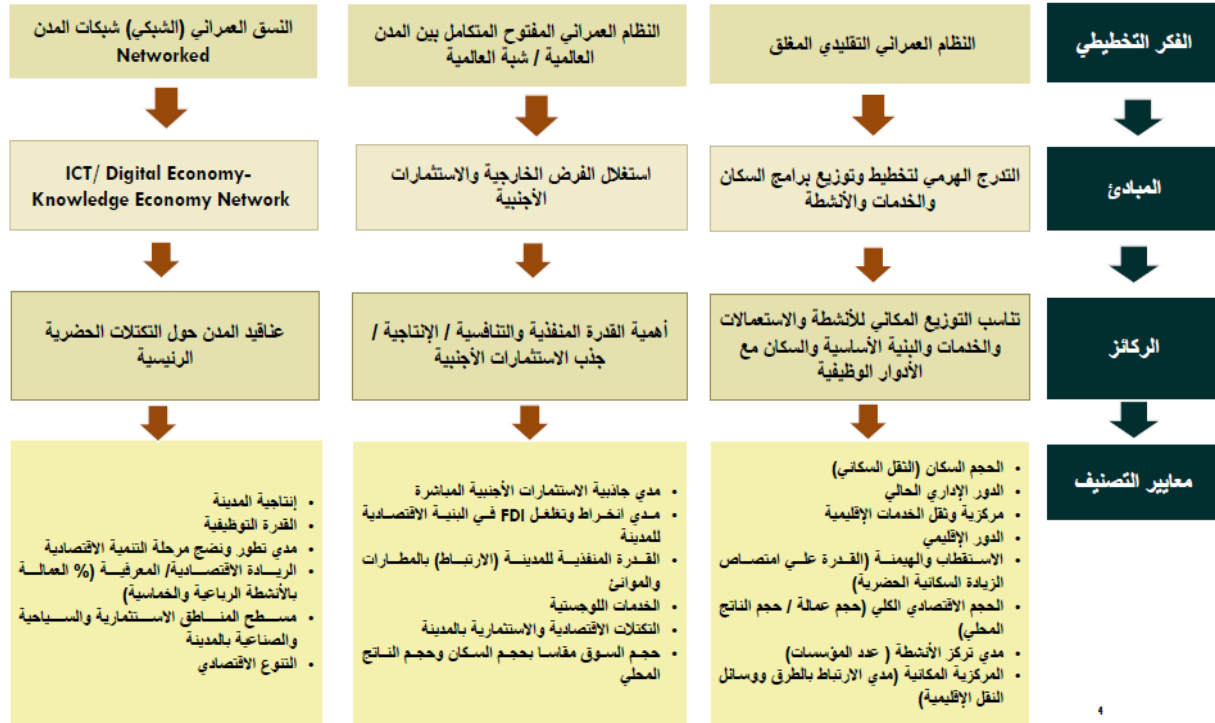 الفكر التخطيطي
النظام العمراني التقليدي المغلق
النظام العمراني المفتوح المتكامل بين المدن
العالمية / شبة العالمية
النسق العمراني (الشبكي) شبكات المدن
Networked
المبادئ
التدرج الهرمي لتخطيط وتوزيع برامج السكان
والخدمات والأنشطة
استغلال الفرض الخارجية والاستثمارات
الأجنبية
ICT/ Digital Economy-
Knowledge Economy Network
الركائز
تناسب التوزيع المكاني للأنشطة والاستعمالات
والخدمات والبنية الأساسية والسكان مع
الأدوار الوظيفية
أهمية القدرة المنفذية والتنافسية / الإنتاجية /
جذب الاستثمارات الأجنبية
عناقيد المدن حول التكتلات الحضرية
الرئيسية
معايير التصنيف
• الحجم السكان (الثقل السكاني)
• الدور الإداري الحالي
• مركزية وثقل الخدمات الإقليمية
• الدور الإقليمي
• الاستقطاب والهيمنة (القدرة علي امتصاص
الزيادة السكانية الحضرية)
• الحجم الاقتصادي الكلي (حجم عمالة / حجم الناتج
المحلي)
• مدي تركز الأنشطة ( عدد المؤسسات)
• المركزية المكانية (مدي الارتباط بالطرق ووسائل
النقل الإقليمية)
• مدي جاذبية الاستثمارات الأجنبية المباشرة
• مدي انخراط وتغلغل FDI في البنية الاقتصادية
للمدينة
• القدرة المنفذية للمدينة (الارتباط) بالمطارات
والموانئ
• الخدمات اللوجستية
• التكتلات الاقتصادية والاستثمارية بالمدينة
• حجم السوق مقاسا بحجم السكان وحجم الناتج
المحلي
• إنتاجية المدينة
• القدرة التوظيفية
• مدي تطور ونضج مرحلة التنمية الاقتصادية
• الريادة الاقتصادية/ المعرفية (% العمالة
بالأنشطة الرباعية والخماسية)
• مسطح المناطق الاستثمارية والسياحية
والصناعية بالمدينة
• التنوع الاقتصادي
4